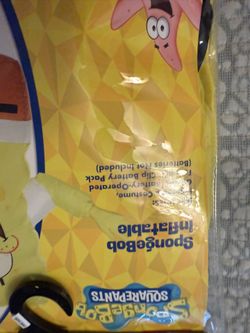 SpongeBob
SQUAREPANTS
SpongeBob
Inflatable
Costume,
Battery-Operated
Clip Battery Pack
(Batteries Not Included)